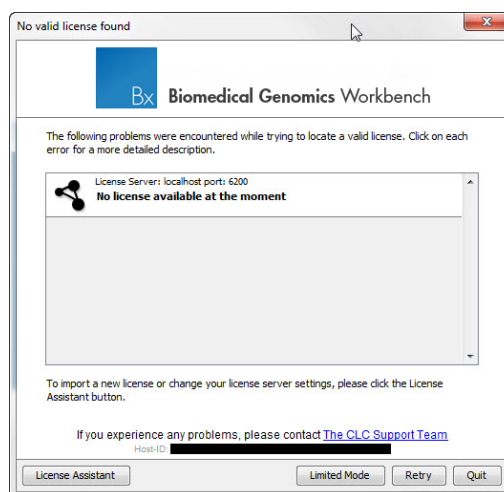 No valid license found
Bx
Biomedical Genomics Workbench
The following problems were encountered while trying to locate a valid license. Click on each
error for a more detailed description.
License Server: localhost port: 6200
No license available at the moment
To import a new license or change your license server settings, please click the License
Assistant button.
If you experience any problems, please contact The CLC Support Team
Host-ID:
License Assistant
Limited Mode
Retry
Quit